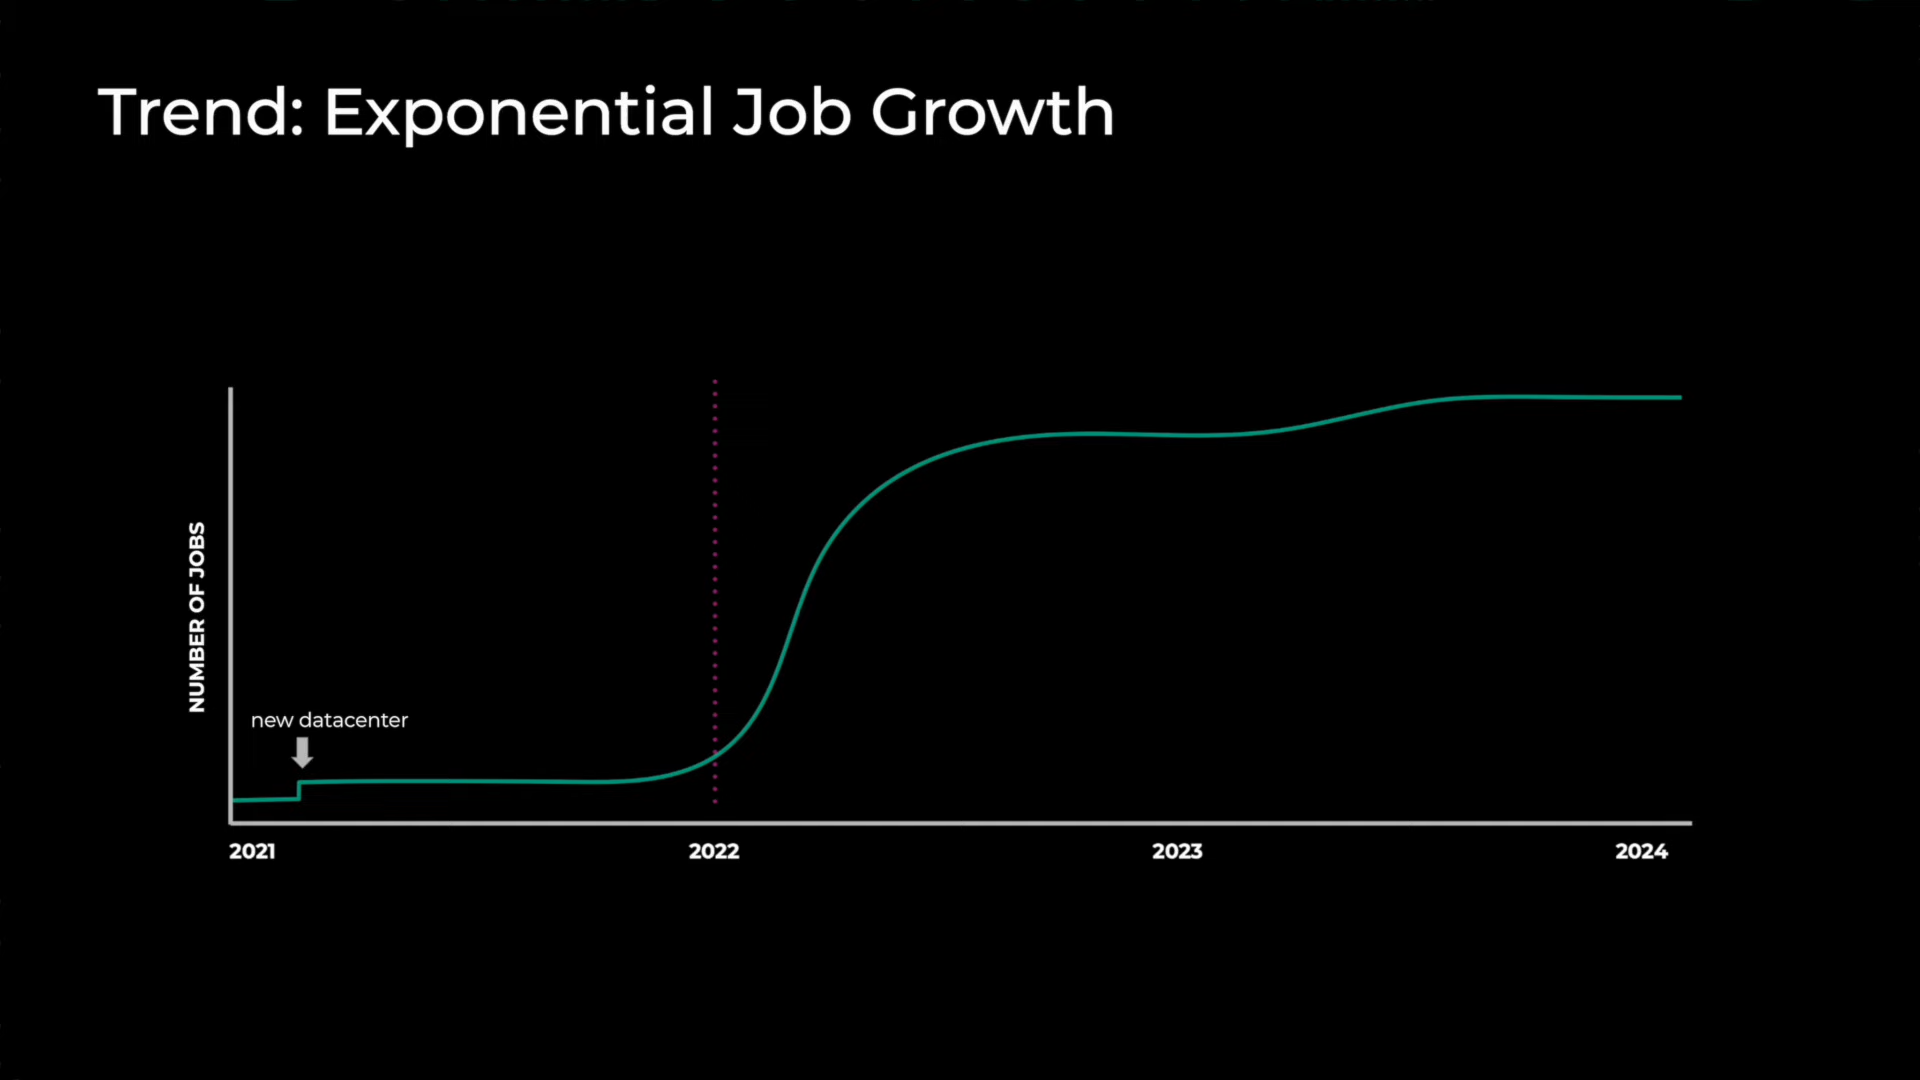 Trend: Exponential Job Growth
NUMBER OF JOBS
new datacenter
2021 2022 2023 2024